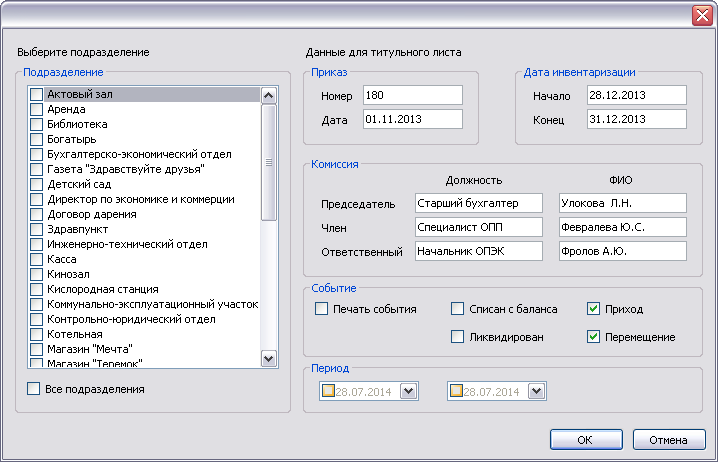 Выберите подразделение
Подразделение
Актовый зал
Аренда
Библиотека
Богатырь
Бухгалтерско-экономический отдел
Газета "Здравствуйте друзья"
Детский сад
Директор по экономике и коммерции
Договор дарения
Здравпункт
Инженерно-технический отдел
Касса
Кинозал
Кислородная станция
Коммунально-эксплуатационный участок
Контрольно-юридический отдел
Котельная
Магазин "Мечта"
Магазин "Теремок"
Все подразделения
Данные для титульного листа
Приказ
Номер 180
Дата 01.11.2013
Дата инвентаризации
Начало 28.12.2013
Конец 31.12.2013
Комиссия
Должность ФИО
Председатель Старший бухгалтер Улокова Л.Н.
Член Специалист ОПП Февралева Ю.С.
Ответственный Начальник ОПЭК Фролов А.Ю.
Событие
Печать события Списан с баланса Приход
Ликвидирован Перемещение
Период
28.07.2014 28.07.2014
OK Отмена